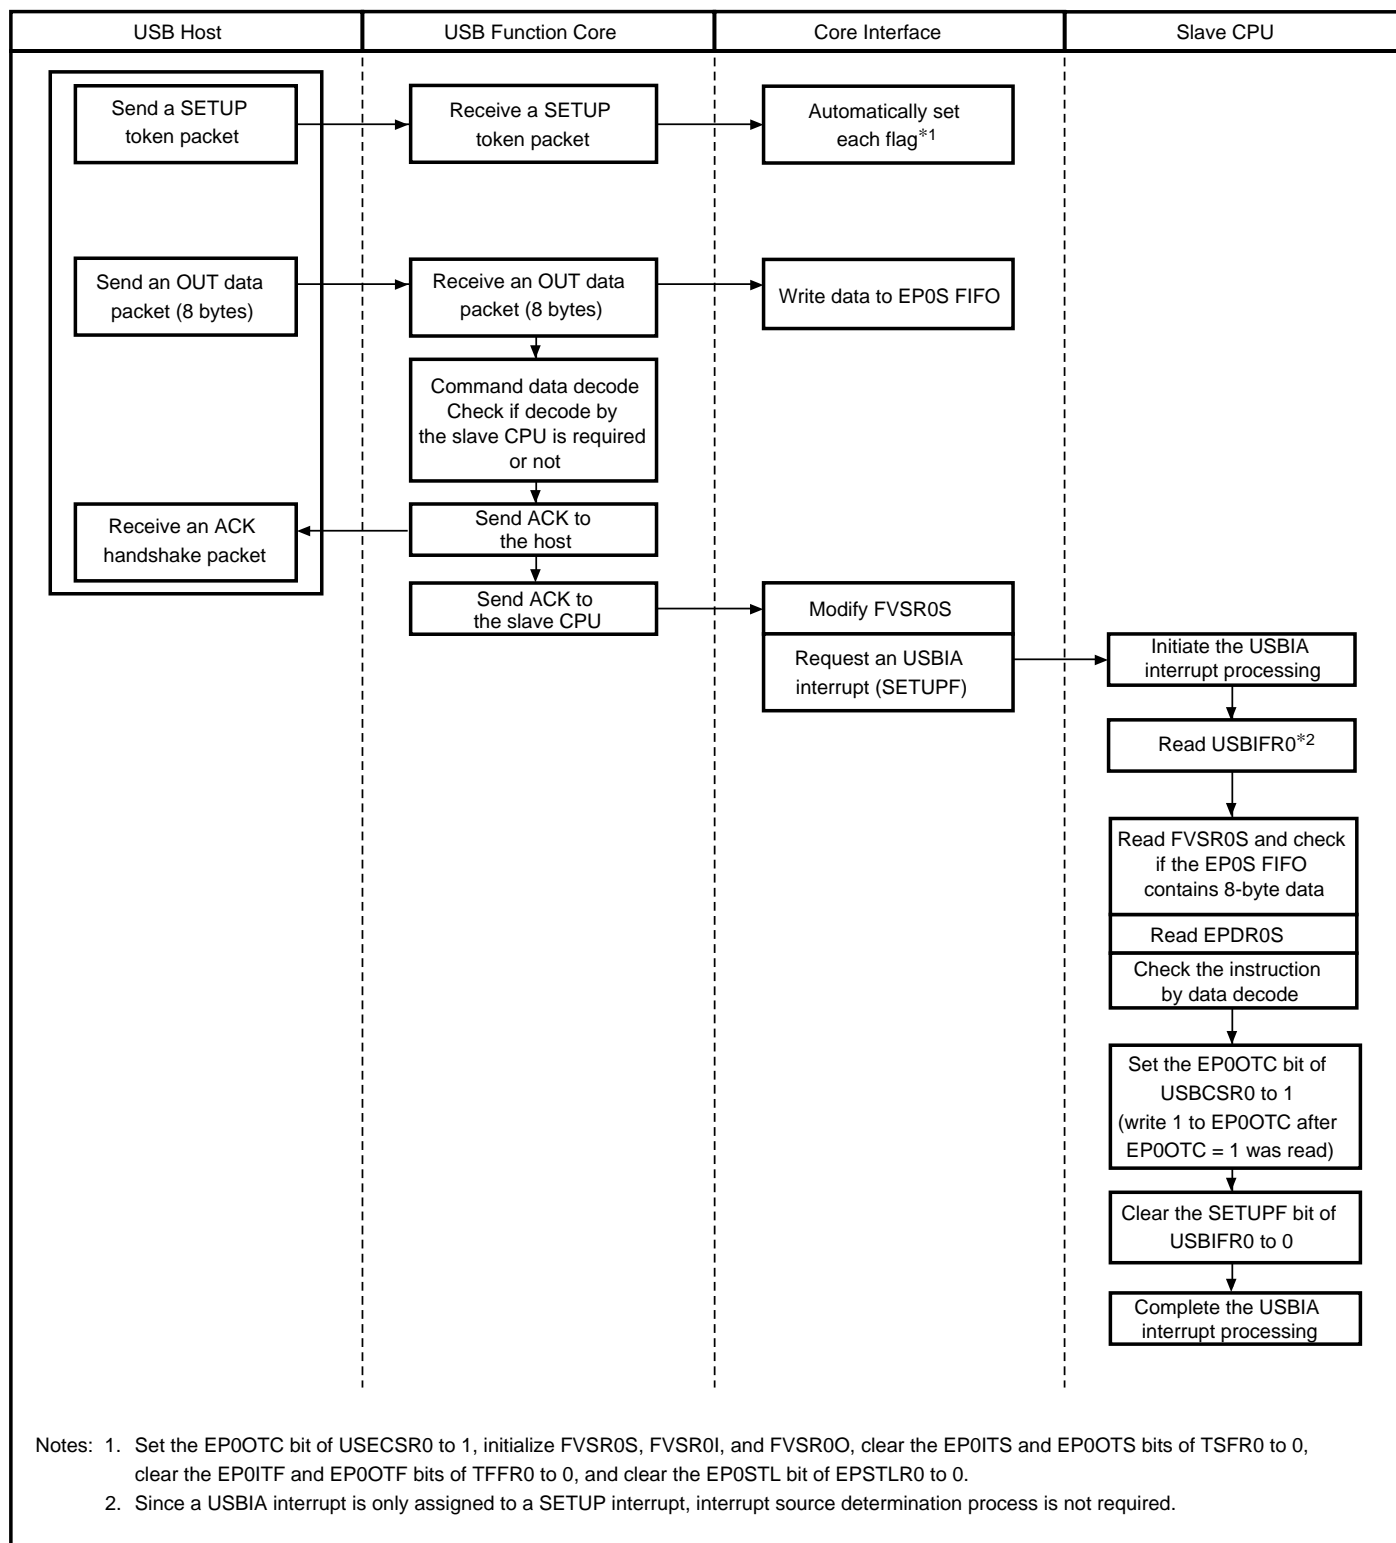 USB Host
USB Function Core
Core Interface
Slave CPU
Send a SETUP
token packet
Receive a SETUP
token packet
Automatically set
each flag*1
Send an OUT data
packet (8 bytes)
Receive an OUT data
packet (8 bytes)
Write data to EP0S FIFO
Command data decode
Check if decode by
the slave CPU is required
or not
Receive an ACK
handshake packet
Send ACK to
the host
Send ACK to
the slave CPU
Modify FVSR0S
Request an USBIA
interrupt (SETUPF)
Initiate the USBIA
interrupt processing
Read USBIFR0*2
Read FVSR0S and check
if the EP0S FIFO
contains 8-byte data
Read EPDR0S
Check the instruction
by data decode
Set the EP0OTC bit of
USBCSR0 to 1
(write 1 to EP0OTC after
EP0OTC = 1 was read)
Clear the SETUPF bit of
USBIFR0 to 0
Complete the USBIA
interrupt processing
Notes: 1. Set the EP0OTC bit of USECSR0 to 1, initialize FVSR0S, FVSR0I, and FVSR0O, clear the EP0ITS and EP0OTS bits of TSFR0 to 0,
clear the EP0ITF and EP0OTF bits of TFFR0 to 0, and clear the EP0STL bit of EPSTLR0 to 0.
2. Since a USBIA interrupt is only assigned to a SETUP interrupt, interrupt source determination process is not required.